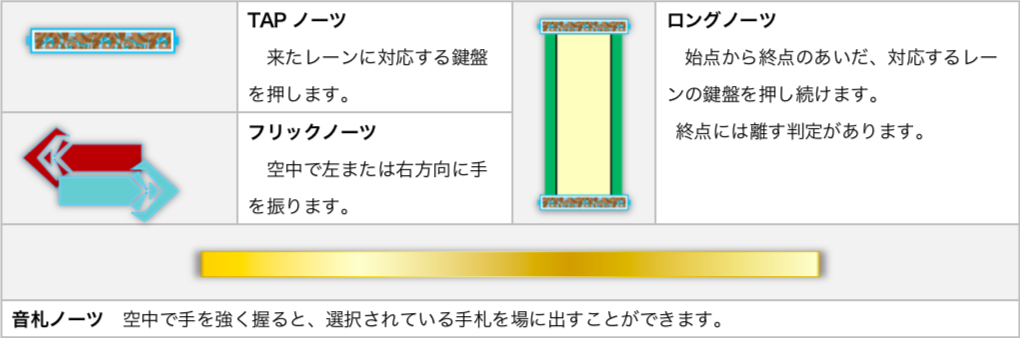 TAP ノーツ
来たレーンに対応する鍵盤
を押します。
フリックノーツ
空中で左または右方向に手
を振ります。
ロングノーツ
始点から終点のあいだ、対応するレー
ンの鍵盤を押し続けます。
終点には離す判定があります。
音札ノーツ　空中で手を強く握ると、選択されている手札を場に出すことができます。